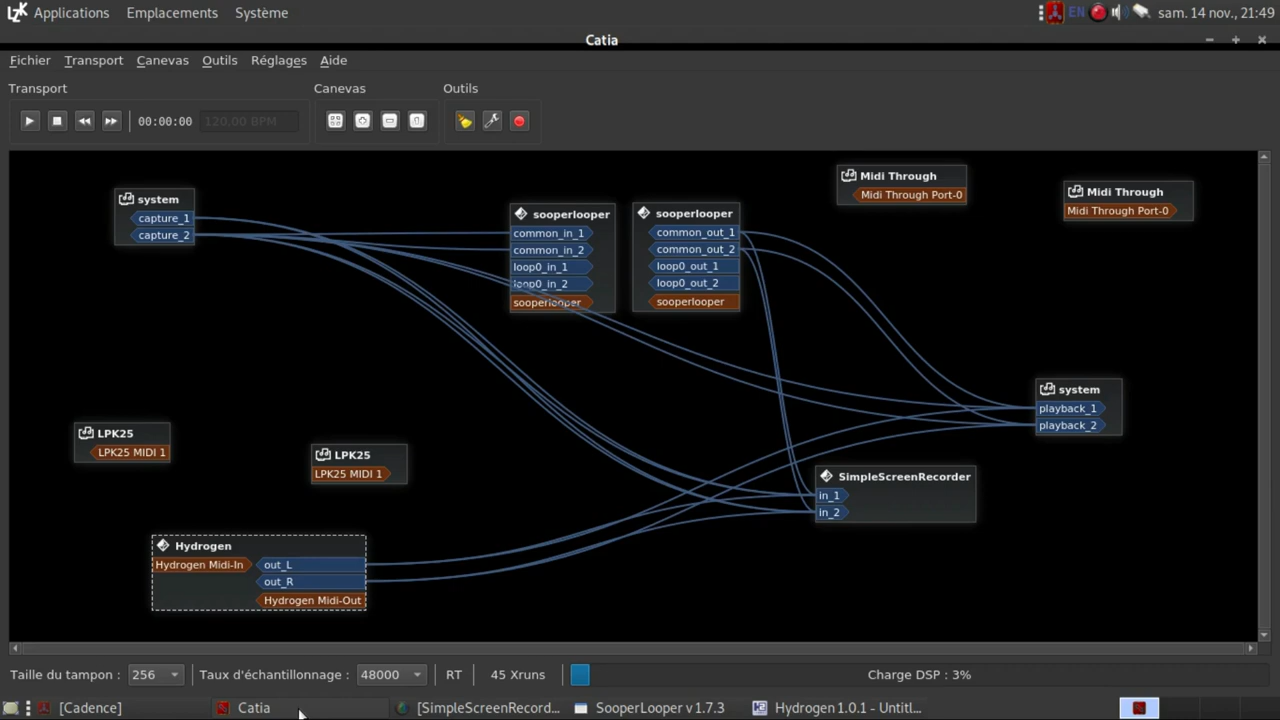 Applications Emplacements Système EN sam. 14 nov., 21:49
Catia
Fichier Transport Canevas Outils Réglages Aide
Transport Canevas Outils
00:00:00 120,00 BPM
system
capture_1
capture_2
sooperlooper
common_in_1
common_in_2
loop0_in_1
loop0_in_2
sooperlooper
sooperlooper
common_out_1
common_out_2
loop0_out_1
loop0_out_2
sooperlooper
Midi Through
Midi Through Port-0
Midi Through
Midi Through Port-0
system
playback_1
playback_2
LPK25
LPK25 MIDI 1
LPK25
LPK25 MIDI 1
SimpleScreenRecorder
in_1
in_2
Hydrogen
Hydrogen Midi-In out_L
out_R
Hydrogen Midi-Out
Taille du tampon : 256 Taux d'échantillonnage : 48000 RT 45 Xruns Charge DSP : 3%
[Cadence] Catia [SimpleScreenRecord... SooperLooper v 1.7.3 Hydrogen 1.0.1 - Untitl...